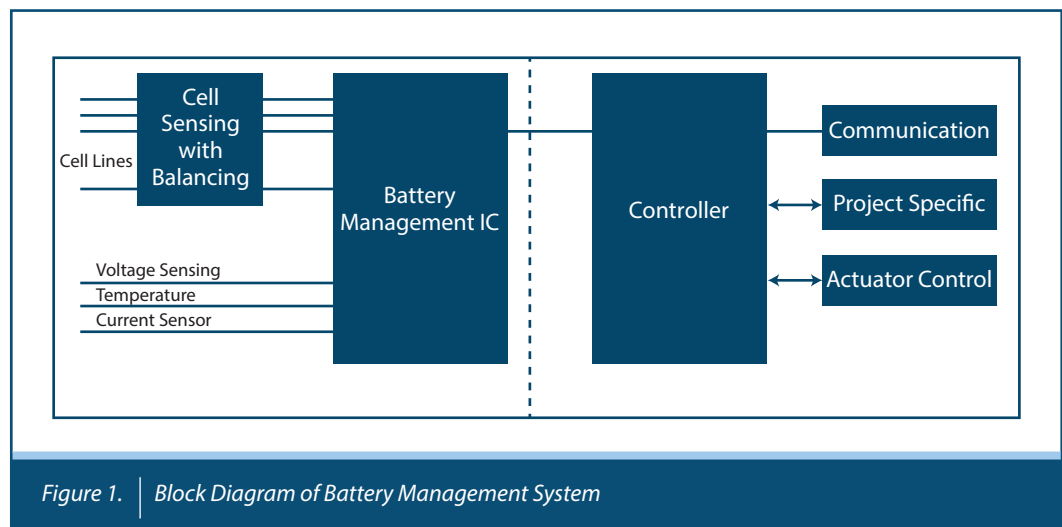 Cell
Sensing
with
Balancing
Cell Lines
Battery
Management IC
Voltage Sensing
Temperature
Current Sensor
Controller
Communication
Project Specific
Actuator Control
Figure 1. Block Diagram of Battery Management System